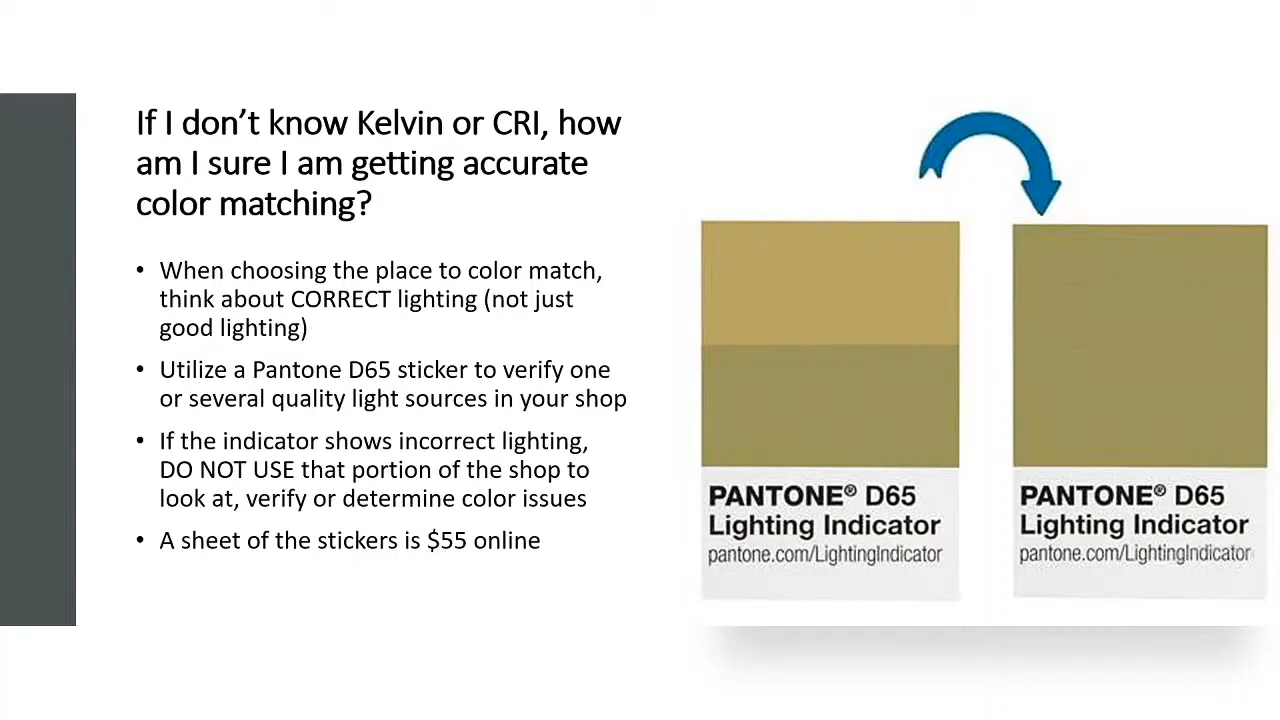 If I don’t know Kelvin or CRI, how
am I sure I am getting accurate
color matching?
• When choosing the place to color match,
think about CORRECT lighting (not just
good lighting)
• Utilize a Pantone D65 sticker to verify one
or several quality light sources in your shop
• If the indicator shows incorrect lighting,
DO NOT USE that portion of the shop to
look at, verify or determine color issues
• A sheet of the stickers is $55 online
PANTONE® D65
Lighting Indicator
pantone.com/LightingIndicator
PANTONE® D65
Lighting Indicator
pantone.com/LightingIndicator